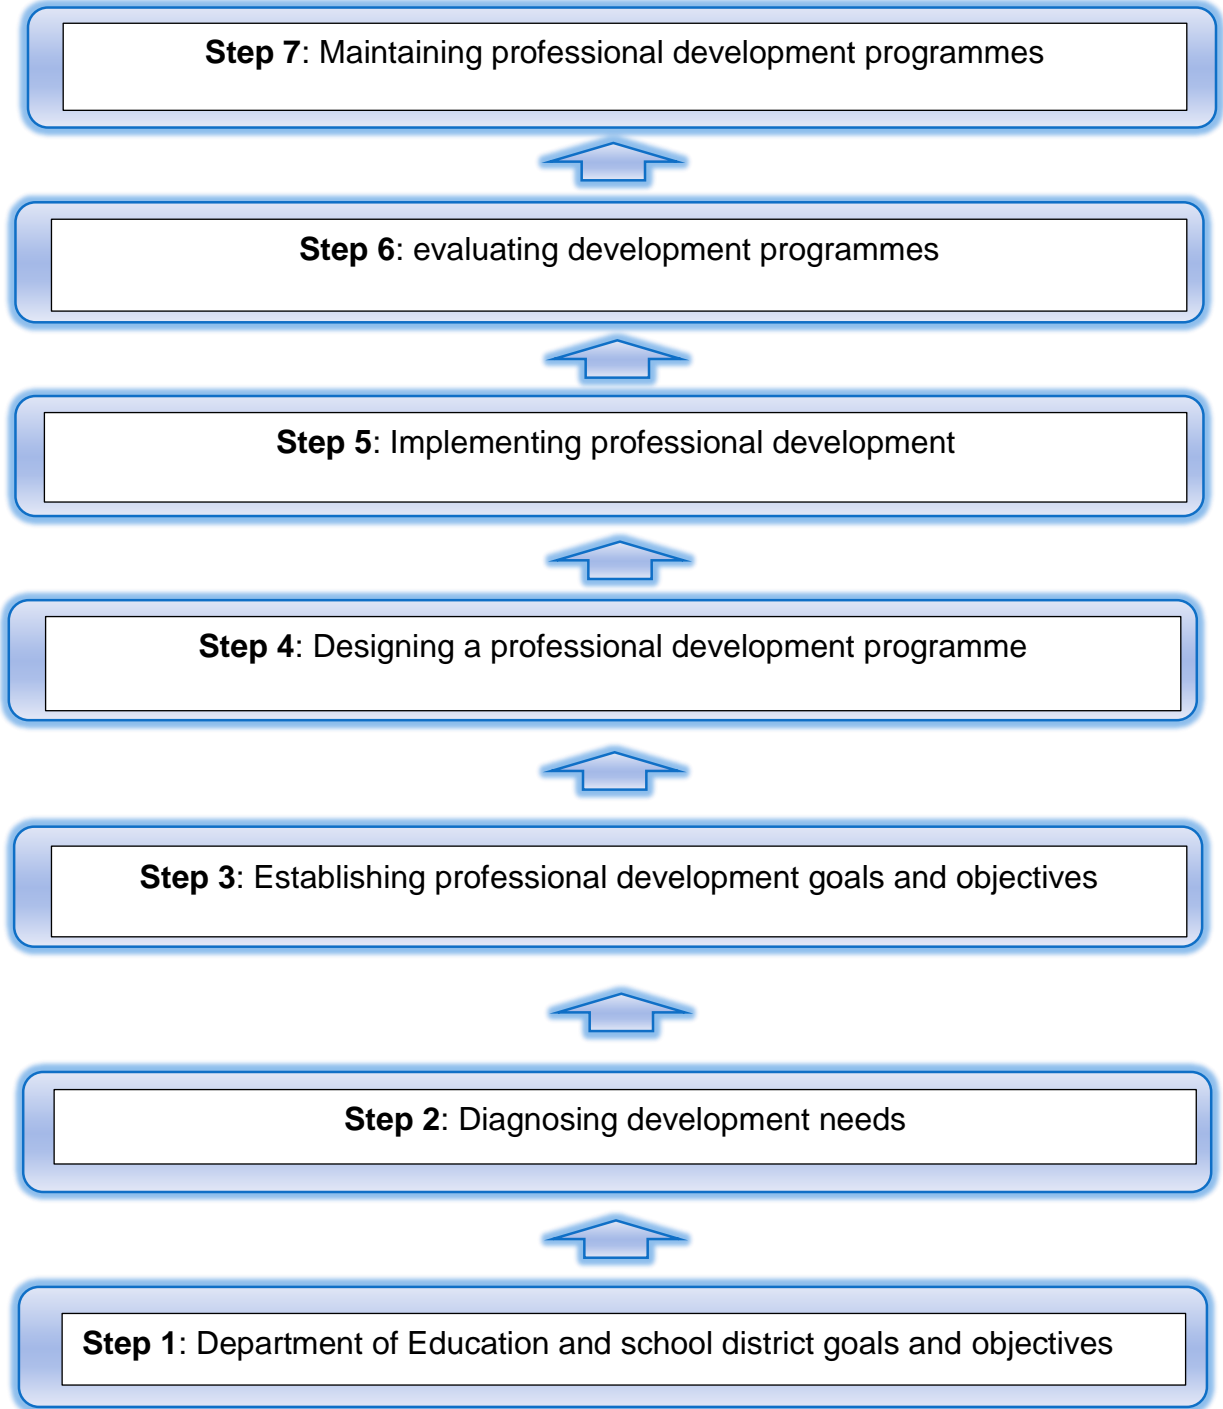 Step 7: Maintaining professional development programmes
Step 6: evaluating development programmes
Step 5: Implementing professional development
Step 4: Designing a professional development programme
Step 3: Establishing professional development goals and objectives
Step 2: Diagnosing development needs
Step 1: Department of Education and school district goals and objectives